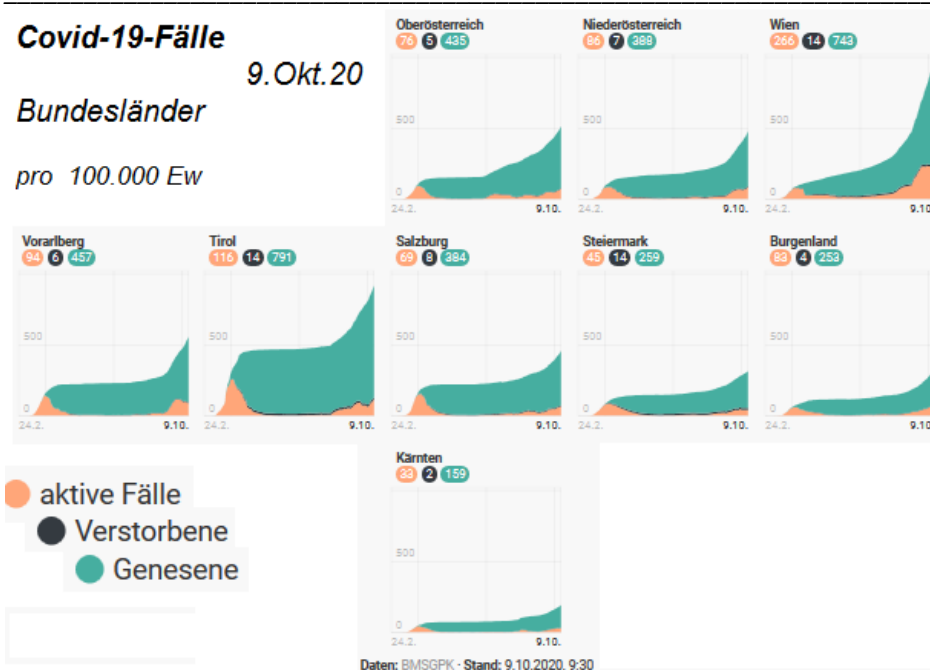 Covid-19-Fälle
9.Okt.20
Bundesländer
pro 100.000 Ew
Oberösterreich
76 5 435
500
0
24.2. 9.10.
Niederösterreich
86 7 388
500
0
24.2. 9.10.
Wien
266 14 743
500
0
24.2. 9.10.
Vorarlberg
94 6 457
500
0
24.2. 9.10.
Tirol
116 14 791
500
0
24.2. 9.10.
Salzburg
69 8 384
500
0
24.2. 9.10.
Steiermark
45 14 259
500
0
24.2. 9.10.
Burgenland
83 4 253
500
0
24.2. 9.10.
Kärnten
33 2 159
500
0
24.2. 9.10.
aktive Fälle
Verstorbene
Genesene
Daten: BMSGPK · Stand: 9.10.2020, 9:30